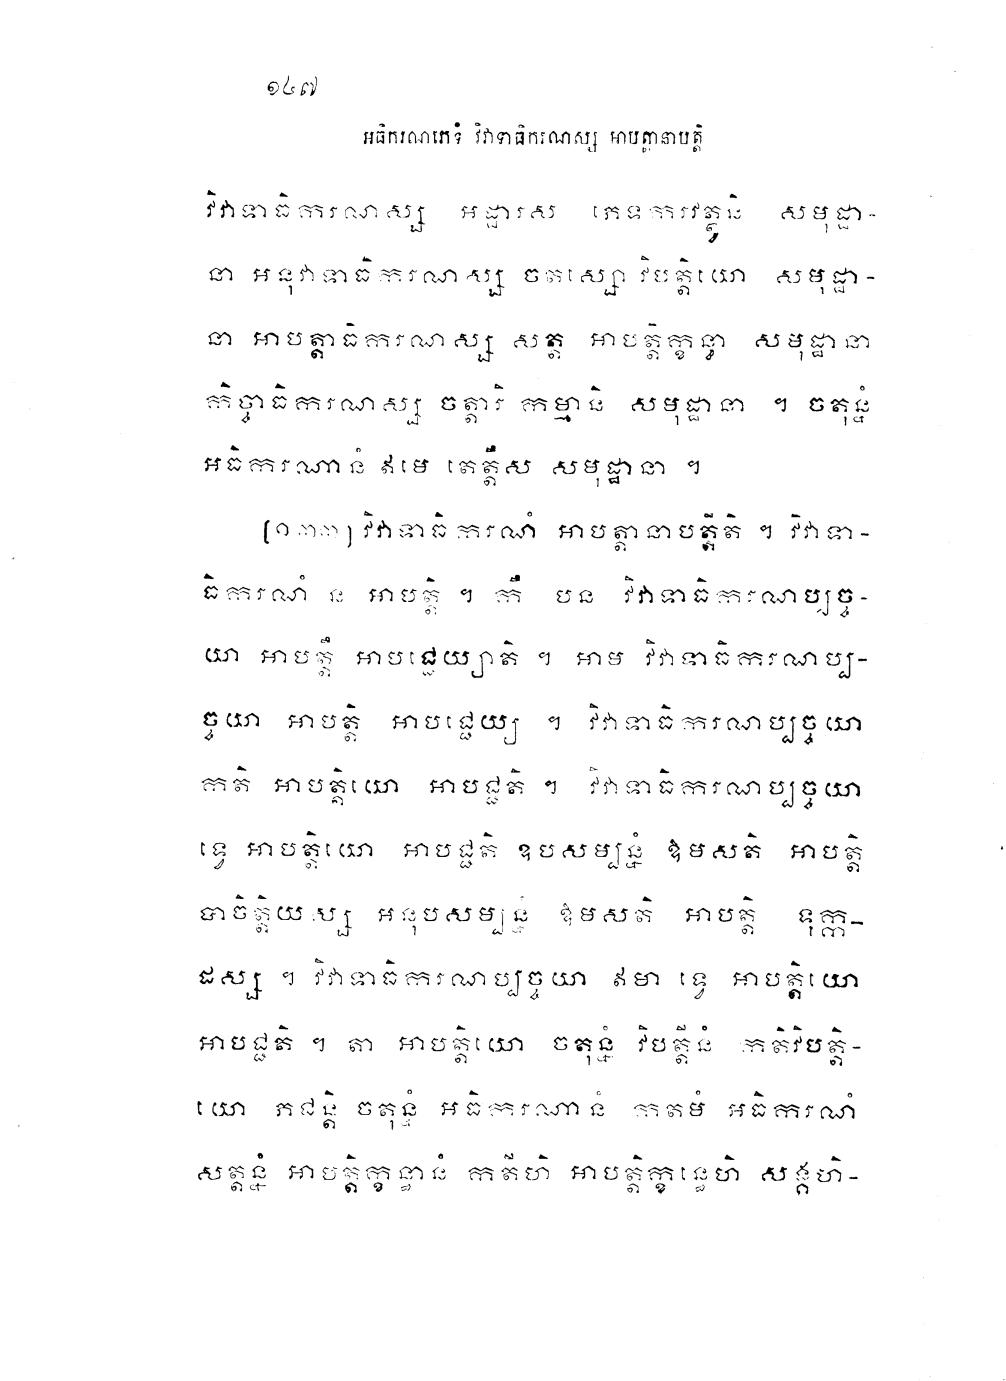 ១៤៧
អធិករណភេទំ វិវាទាធិករណស្ស អាបត្តានាបត្តិ
វិវាទាធិករណស្ស អដ្ឋារស ភេទករវត្ថូនិ សមុដ្ឋា-
នា អនុវាទាធិករណស្ស ចតស្សោ វិបត្តិយោ សមុដ្ឋា-
នា អាបត្តាធិករណស្ស សត្ត អាបត្តិក្ខន្ធា សមុដ្ឋានា
កិច្ចាធិករណស្ស ចត្តារិ កម្មានិ សមុដ្ឋានា ។ ចតុន្នំ
អធិករណានំ ឥមេ តេត្តឹស សមុដ្ឋានា ។
(១៣៣) វិវាទាធិករណំ អាបត្តានាបត្តីតិ ។ វិវាទា-
ធិករណំ ន អាបត្តិ ។ កឹ បន វិវាទាធិករណប្បច្ច-
យា អាបត្តឹ អាបជ្ជេយ្យាតិ ។ អាម វិវាទាធិករណប្ប-
ច្ចយា អាបត្តិ អាបជ្ជេយ្យ ។ វិវាទាធិករណប្បច្ចយា
កតិ អាបត្តិយោ អាបជ្ជតិ ។ វិវាទាធិករណប្បច្ចយា
ទ្វេ អាបត្តិយោ អាបជ្ជតិ ឧបសម្បន្នំ ឱមសតិ អាបត្តិ
បាចិត្តិយស្ស អនុបសម្បន្នំ ឱមសតិ អាបត្តិ ទុក្ក-
ដស្ស ។ វិវាទាធិករណប្បច្ចយា ឥមា ទ្វេ អាបត្តិយោ
អាបជ្ជតិ ។ តា អាបត្តិយោ ចតុន្នំ វិបត្តីនំ កតិវិបត្តិ-
យោ ភជន្តិ ចតុន្នំ អធិករណានំ កតមំ អធិករណំ
សត្តន្នំ អាបត្តិក្ខន្ធានំ កតីហិ អាបត្តិក្ខន្ធេហិ សង្គហិ-